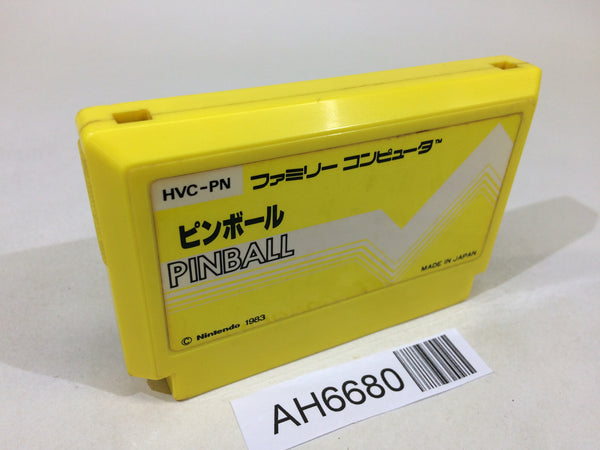 HVC-PN ファミリー コンピュータ™
ピンボール
PINBALL
MADE IN JAPAN
© Nintendo 1983
AH6680